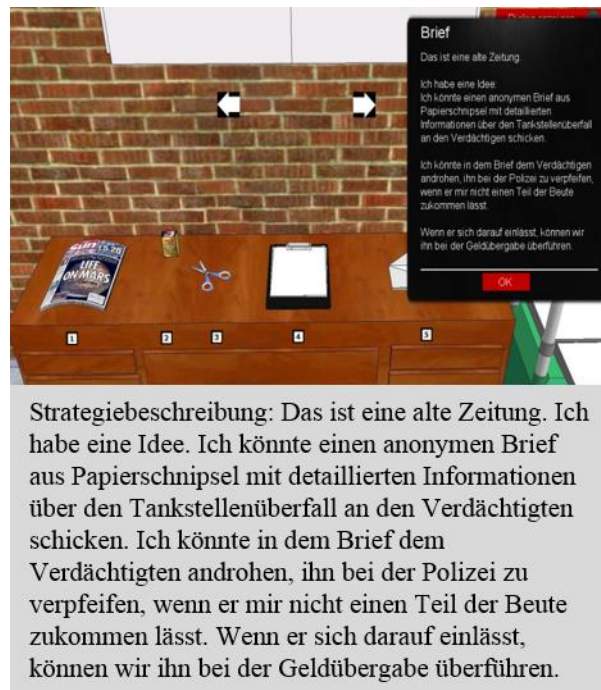 Brief
Das ist eine alte Zeitung.
Ich habe eine Idee:
Ich könnte einen anonymen Brief aus
Papierschnipsel mit detaillierten
Informationen über den Tankstellenüberfall
an den Verdächtigen schicken.
Ich könnte in dem Brief dem Verdächtigen
androhen, ihn bei der Polizei zu verpfeifen,
wenn er mir nicht einen Teil der Beute
zukommen lässt.
Wenn er sich darauf einlässt, können wir
ihn bei der Geldübergabe überführen.
OK
Sun
LIFE
ON MARS
1
2
3
4
5
Strategiebeschreibung: Das ist eine alte Zeitung. Ich
habe eine Idee. Ich könnte einen anonymen Brief
aus Papierschnipsel mit detaillierten Informationen
über den Tankstellenüberfall an den Verdächtigten
schicken. Ich könnte in dem Brief dem
Verdächtigten androhen, ihn bei der Polizei zu
verpfeifen, wenn er mir nicht einen Teil der Beute
zukommen lässt. Wenn er sich darauf einlässt,
können wir ihn bei der Geldübergabe überführen.